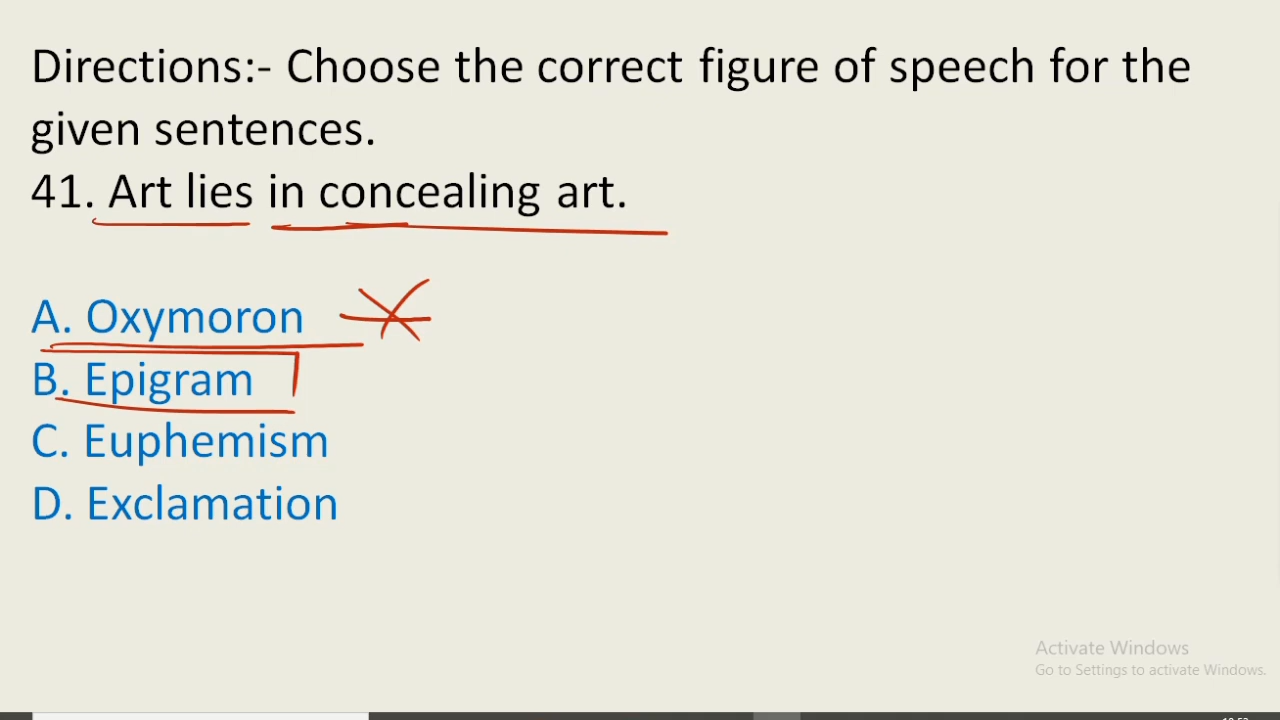 Directions:- Choose the correct figure of speech for the
given sentences.
41. Art lies in concealing art.
A. Oxymoron
B. Epigram
C. Euphemism
D. Exclamation
Activate Windows
Go to Settings to activate Windows.